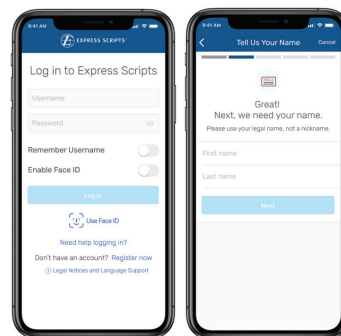 9:41 AM
EXPRESS SCRIPTS®
Log in to Express Scripts
Username
Password
Remember Username
Enable Face ID
Log In
Use Face ID
Need help logging in?
Don't have an account? Register now
Legal Notices and Language Support
9:41 AM
Tell Us Your Name Cancel
HELLO
Great!
Next, we need your name.
Please use your legal name, not a nickname.
First name
Last name
Next